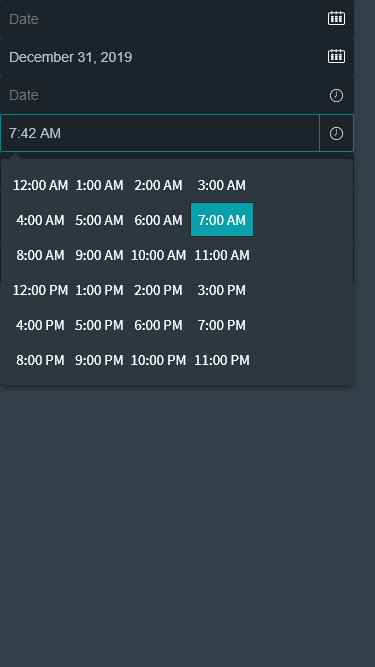 Date
December 31, 2019
Date
7:42 AM
12:00 AM 1:00 AM 2:00 AM 3:00 AM
4:00 AM 5:00 AM 6:00 AM 7:00 AM
8:00 AM 9:00 AM 10:00 AM 11:00 AM
12:00 PM 1:00 PM 2:00 PM 3:00 PM
4:00 PM 5:00 PM 6:00 PM 7:00 PM
8:00 PM 9:00 PM 10:00 PM 11:00 PM